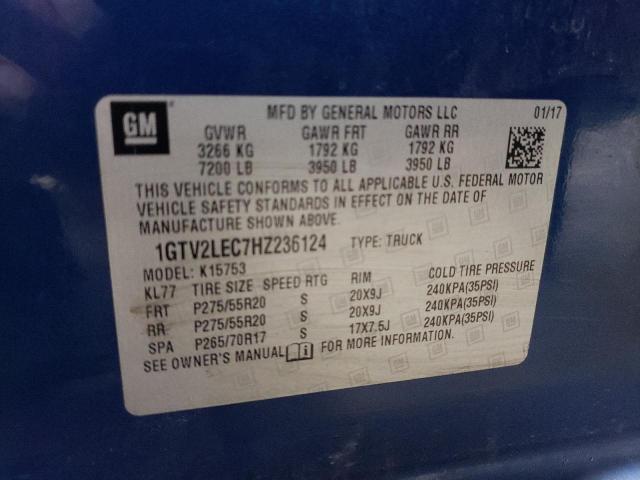 GM MFD BY GENERAL MOTORS LLC 01/17
GVWR GAWR FRT GAWR RR
3266 KG 1792 KG 1792 KG
7200 LB 3950 LB 3950 LB
THIS VEHICLE CONFORMS TO ALL APPLICABLE U.S. FEDERAL MOTOR
VEHICLE SAFETY STANDARDS IN EFFECT ON THE DATE OF
MANUFACTURE SHOWN ABOVE.
1GTV2LEC7HZ236124 TYPE: TRUCK
MODEL: K15753
KL77 TIRE SIZE SPEED RTG RIM COLD TIRE PRESSURE
FRT P275/55R20 S 20X9J 240KPA(35PSI)
RR P275/55R20 S 20X9J 240KPA(35PSI)
SPA P265/70R17 S 17X7.5J 240KPA(35PSI)
SEE OWNER'S MANUAL FOR MORE INFORMATION.